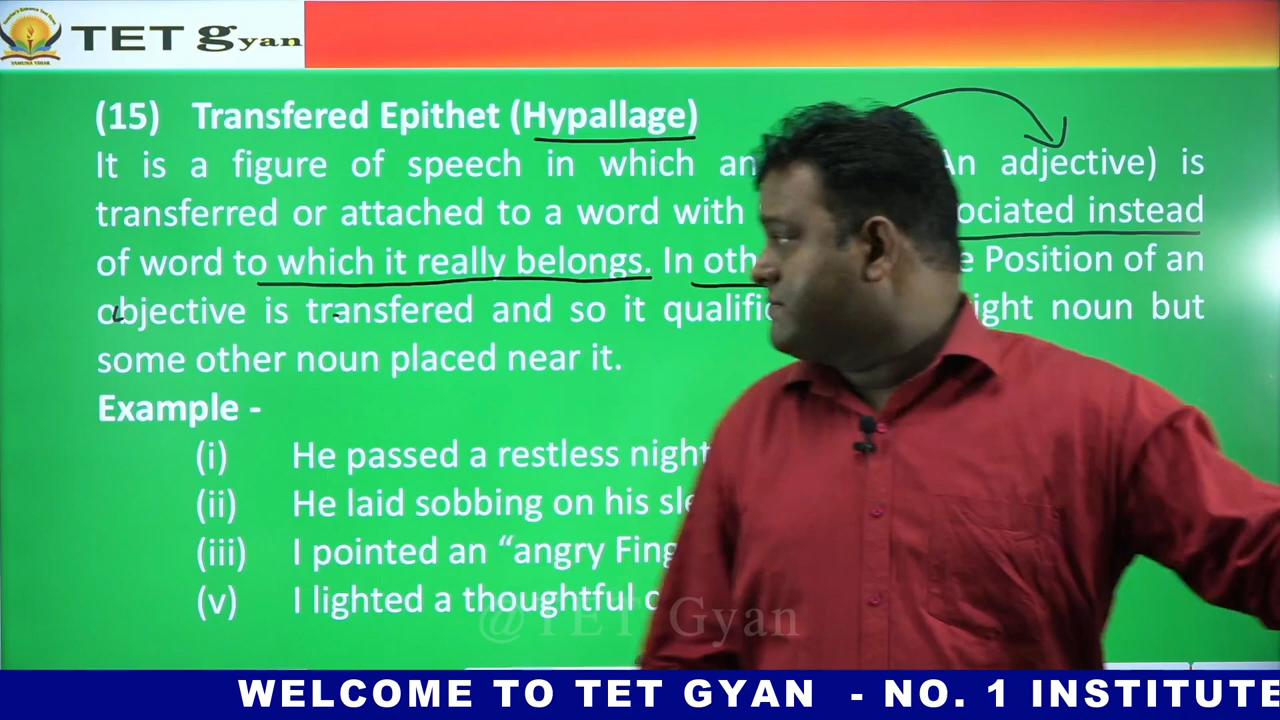 TET gyan
YAMUNA VIHAR
(15) Transfered Epithet (Hypallage)
It is a figure of speech in which an An adjective) is
transferred or attached to a word with ociated instead
of word to which it really belongs. In oth e Position of an
objective is transfered and so it qualifi ight noun but
some other noun placed near it.
Example -
(i) He passed a restless night
(ii) He laid sobbing on his sle
(iii) I pointed an “angry Fing
(v) I lighted a thoughtful c
@TET Gyan
WELCOME TO TET GYAN - NO. 1 INSTITUTE